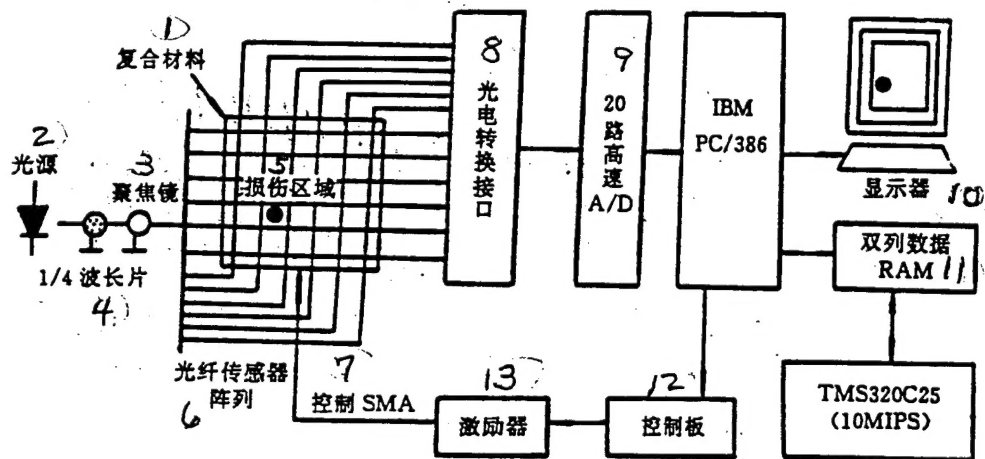 1)
复合材料
2)
光源
3)
聚焦镜
1/4 波长片
4)
5
损伤区域
光纤传感器
阵列
6
7)
控制 SMA
8
光电转换接口
9
20
路高速
A/D
IBM
PC/386
显示器
10
双列数据
RAM 11
TMS320C25
(10MIPS)
12)
控制板
13)
激励器